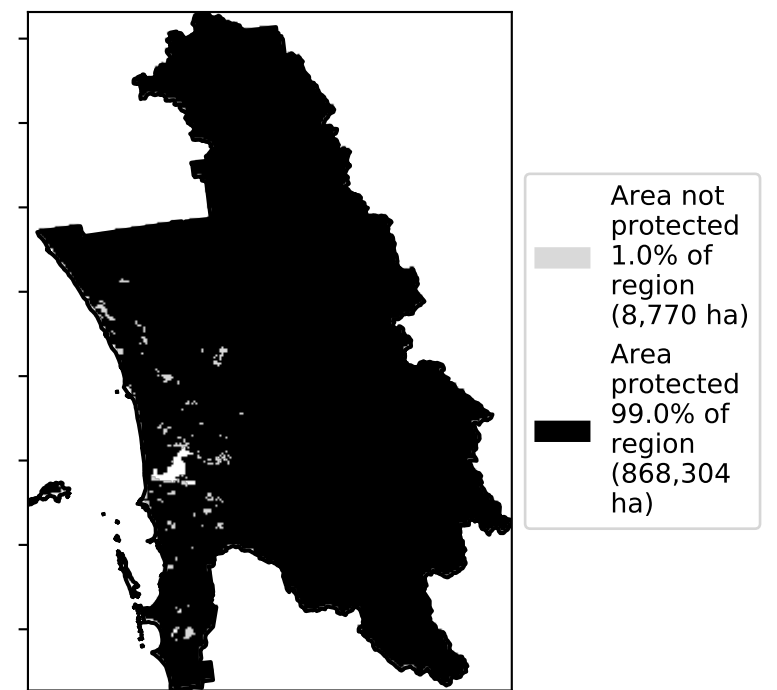 Area not
protected
1.0% of
region
(8,770 ha)
Area
protected
99.0% of
region
(868,304
ha)